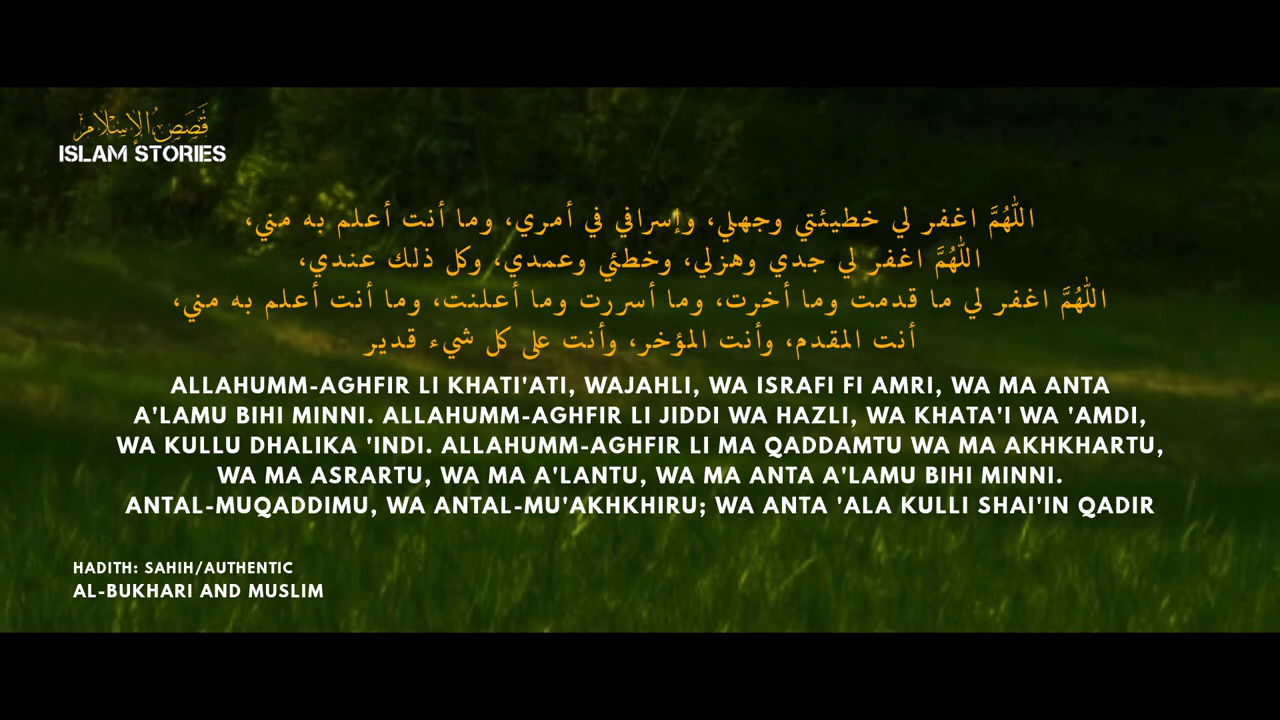 قَصَصُ الإِسْلَام
ISLAM STORIES
اللَّهُمَّ اغفر لي خطيئتي وجهلي، وإسرافي في أمري، وما أنت أعلم به مني،
اللَّهُمَّ اغفر لي جدي وهزلي، وخطئي وعمدي، وكل ذلك عندي،
اللَّهُمَّ اغفر لي ما قدمت وما أخرت، وما أسررت وما أعلنت، وما أنت أعلم به مني،
أنت المقدم، وأنت المؤخر، وأنت على كل شيء قدير
ALLAHUMM-AGHFIR LI KHATI'ATI, WAJAHLI, WA ISRAFI FI AMRI, WA MA ANTA
A'LAMU BIHI MINNI. ALLAHUMM-AGHFIR LI JIDDI WA HAZLI, WA KHATA'I WA 'AMDI,
WA KULLU DHALIKA 'INDI. ALLAHUMM-AGHFIR LI MA QADDAMTU WA MA AKHKHARTU,
WA MA ASRARTU, WA MA A'LANTU, WA MA ANTA A'LAMU BIHI MINNI.
ANTAL-MUQADDIMU, WA ANTAL-MU'AKHKHIRU; WA ANTA 'ALA KULLI SHAI'IN QADIR
HADITH: SAHIH/AUTHENTIC
AL-BUKHARI AND MUSLIM